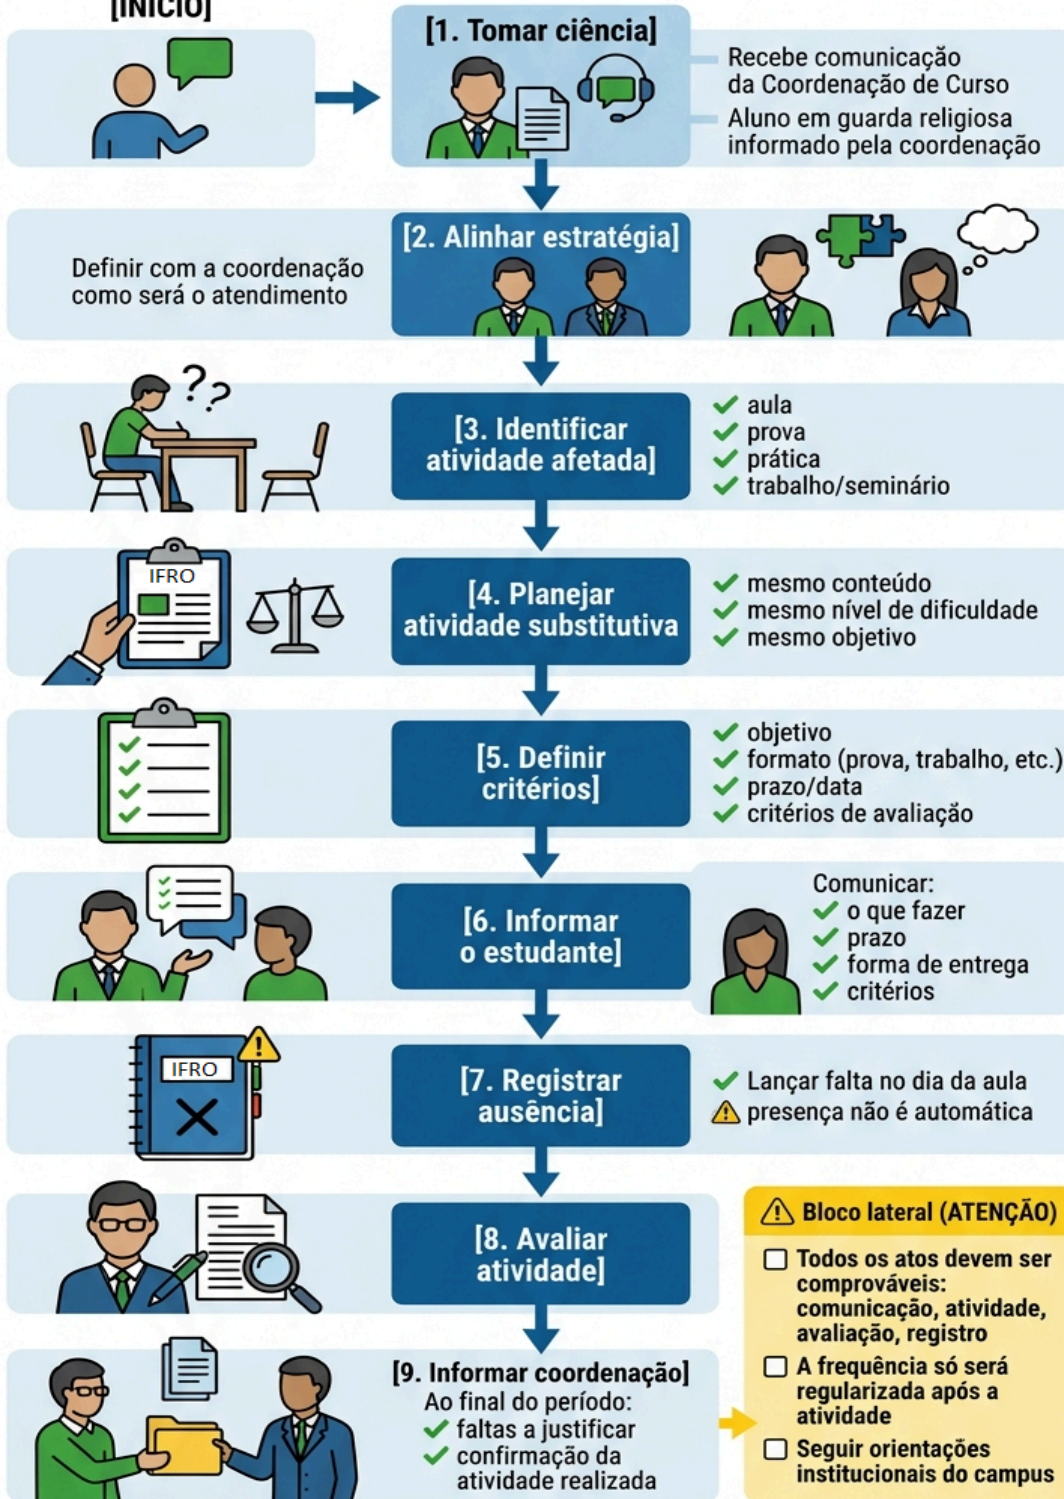 [INÍCIO]
[1. Tomar ciência]
Recebe comunicação
da Coordenação de Curso
Aluno em guarda religiosa
informado pela coordenação
[2. Alinhar estratégia]
Definir com a coordenação
como será o atendimento
??
[3. Identificar
atividade afetada]
aula
prova
prática
trabalho/seminário
IFRO
[4. Planejar
atividade substitutiva
mesmo conteúdo
mesmo nível de dificuldade
mesmo objetivo
[5. Definir
critérios]
objetivo
formato (prova, trabalho, etc.)
prazo/data
critérios de avaliação
[6. Informar
o estudante]
Comunicar:
o que fazer
prazo
forma de entrega
critérios
IFRO
[7. Registrar
ausência]
Lançar falta no dia da aula
presença não é automática
[8. Avaliar
atividade]
[9. Informar coordenação]
Ao final do período:
faltas a justificar
confirmação da
atividade realizada
Bloco lateral (ATENÇÃO)
Todos os atos devem ser
comprováveis:
comunicação, atividade,
avaliação, registro
A frequência só será
regularizada após a
atividade
Seguir orientações
institucionais do campus